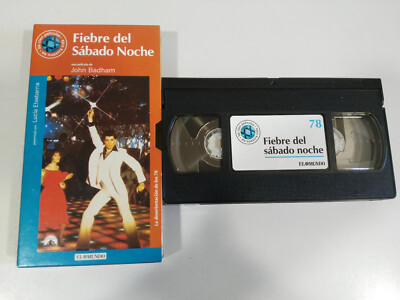 Fiebre del
Sábado Noche
una película de
John Badham
presentada por Lucía Etxebarria
La desorientación de los 70
EL MUNDO
78
Fiebre del
sábado noche
EL MUNDO